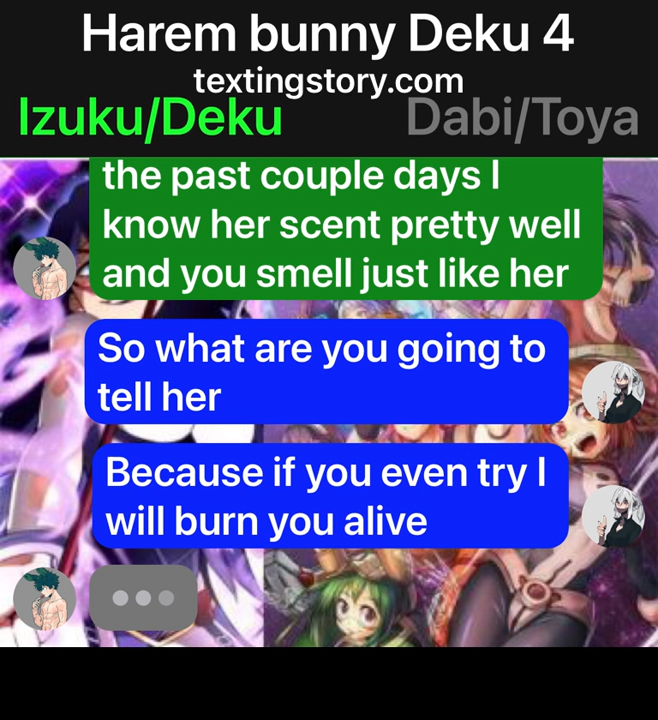 Harem bunny Deku 4
textingstory.com
Izuku/Deku
Dabi/Toya
the past couple days I
know her scent pretty well
and you smell just like her
So what are you going to
tell her
Because if you even try I
will burn you alive